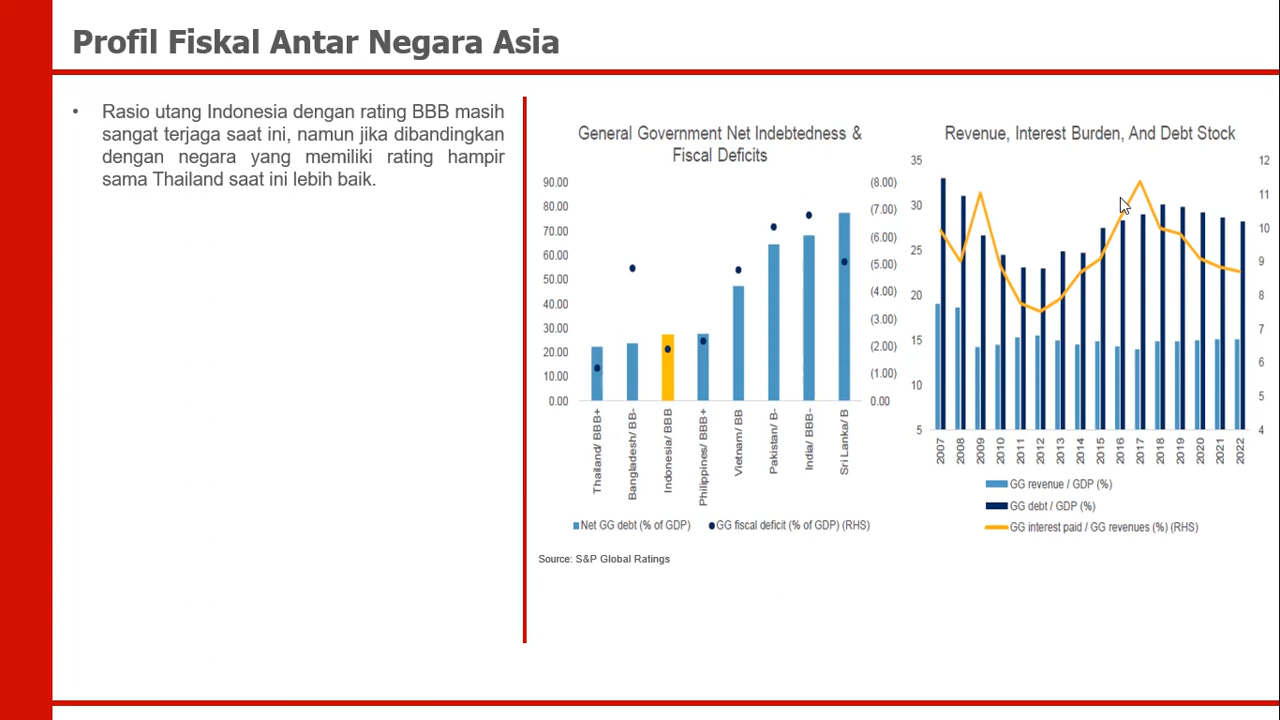 Profil Fiskal Antar Negara Asia
• Rasio utang Indonesia dengan rating BBB masih
sangat terjaga saat ini, namun jika dibandingkan
dengan negara yang memiliki rating hampir
sama Thailand saat ini lebih baik.
General Government Net Indebtedness &
Fiscal Deficits
90.00
80.00
70.00
60.00
50.00
40.00
30.00
20.00
10.00
0.00
(8.00)
(7.00)
(6.00)
(5.00)
(4.00)
(3.00)
(2.00)
(1.00)
0.00
Thailand/ BBB+
Bangladesh/ BB-
Indonesia/ BBB
Philippines/ BBB+
Vietnam/ BB
Pakistan/ B-
India/ BBB-
Sri Lanka/ B
Net GG debt (% of GDP)
GG fiscal deficit (% of GDP) (RHS)
Source: S&P Global Ratings
Revenue, Interest Burden, And Debt Stock
35
30
25
20
15
10
5
12
11
10
9
8
7
6
5
4
2007
2008
2009
2010
2011
2012
2013
2014
2015
2016
2017
2018
2019
2020
2021
2022
GG revenue / GDP (%)
GG debt / GDP (%)
GG interest paid / GG revenues (%) (RHS)